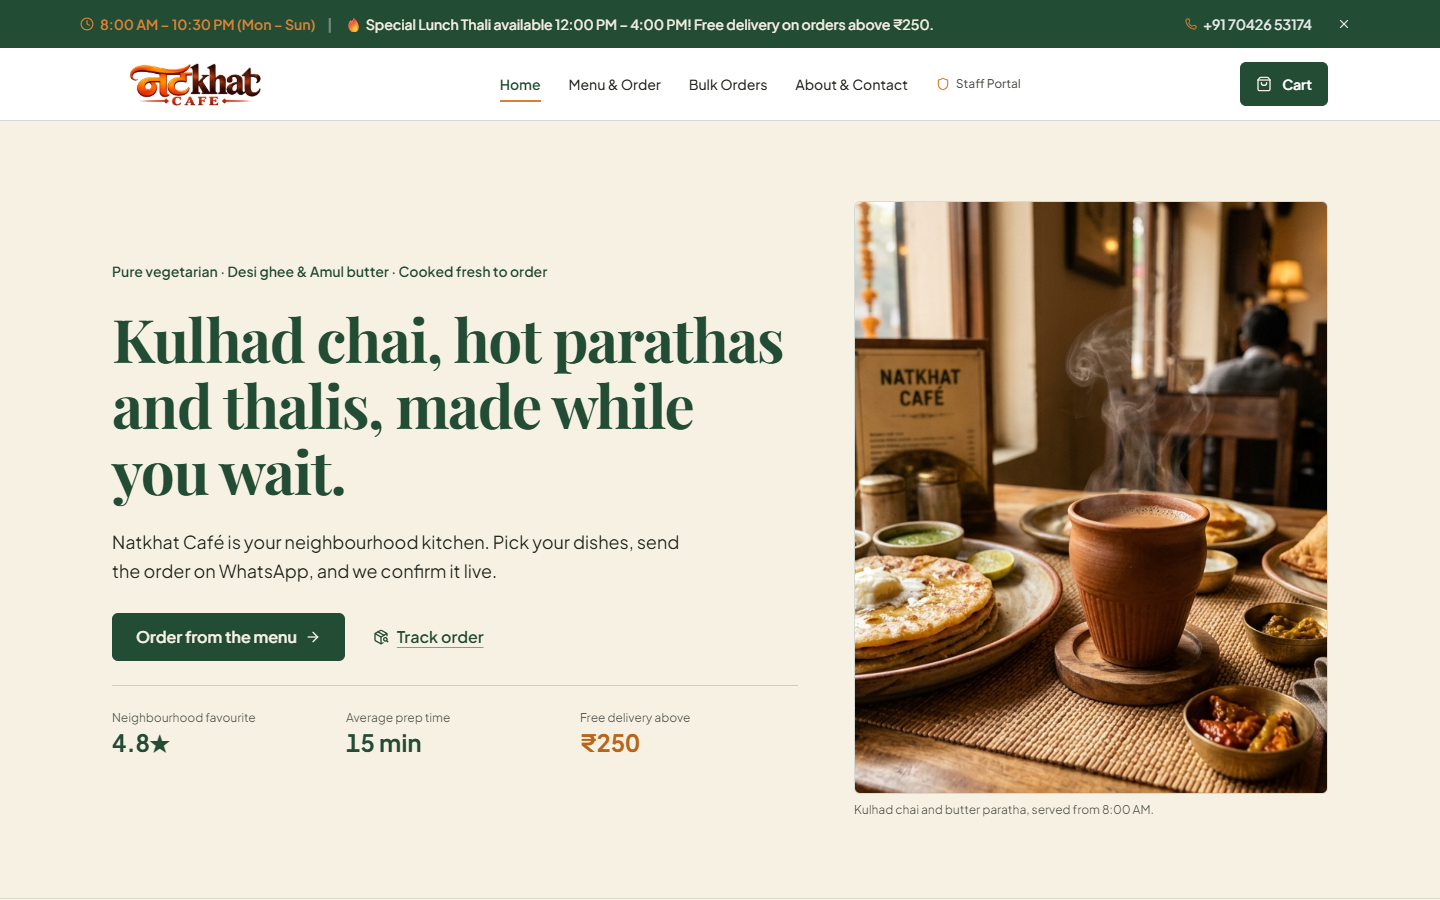 8:00 AM – 10:30 PM (Mon – Sun) | 🔥 Special Lunch Thali available 12:00 PM – 4:00 PM! Free delivery on orders above ₹250. +91 70426 53174
नटkhat
CAFE
Home Menu & Order Bulk Orders About & Contact Staff Portal Cart
Pure vegetarian · Desi ghee & Amul butter · Cooked fresh to order
Kulhad chai, hot parathas
and thalis, made while
you wait.
Natkhat Café is your neighbourhood kitchen. Pick your dishes, send
the order on WhatsApp, and we confirm it live.
Order from the menu → Track order
Neighbourhood favourite Average prep time Free delivery above
4.8★ 15 min ₹250
NATKHAT
CAFÉ
Kulhad chai and butter paratha, served from 8:00 AM.